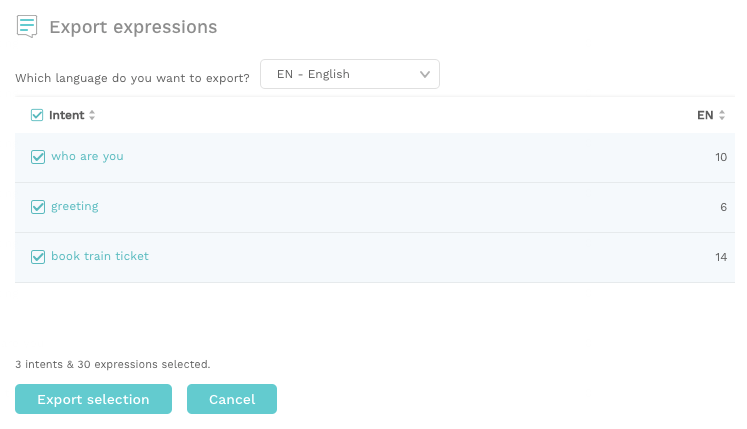 Export expressions
Which language do you want to export? EN - English
Intent EN
who are you 10
greeting 6
book train ticket 14
3 intents & 30 expressions selected.
Export selection Cancel